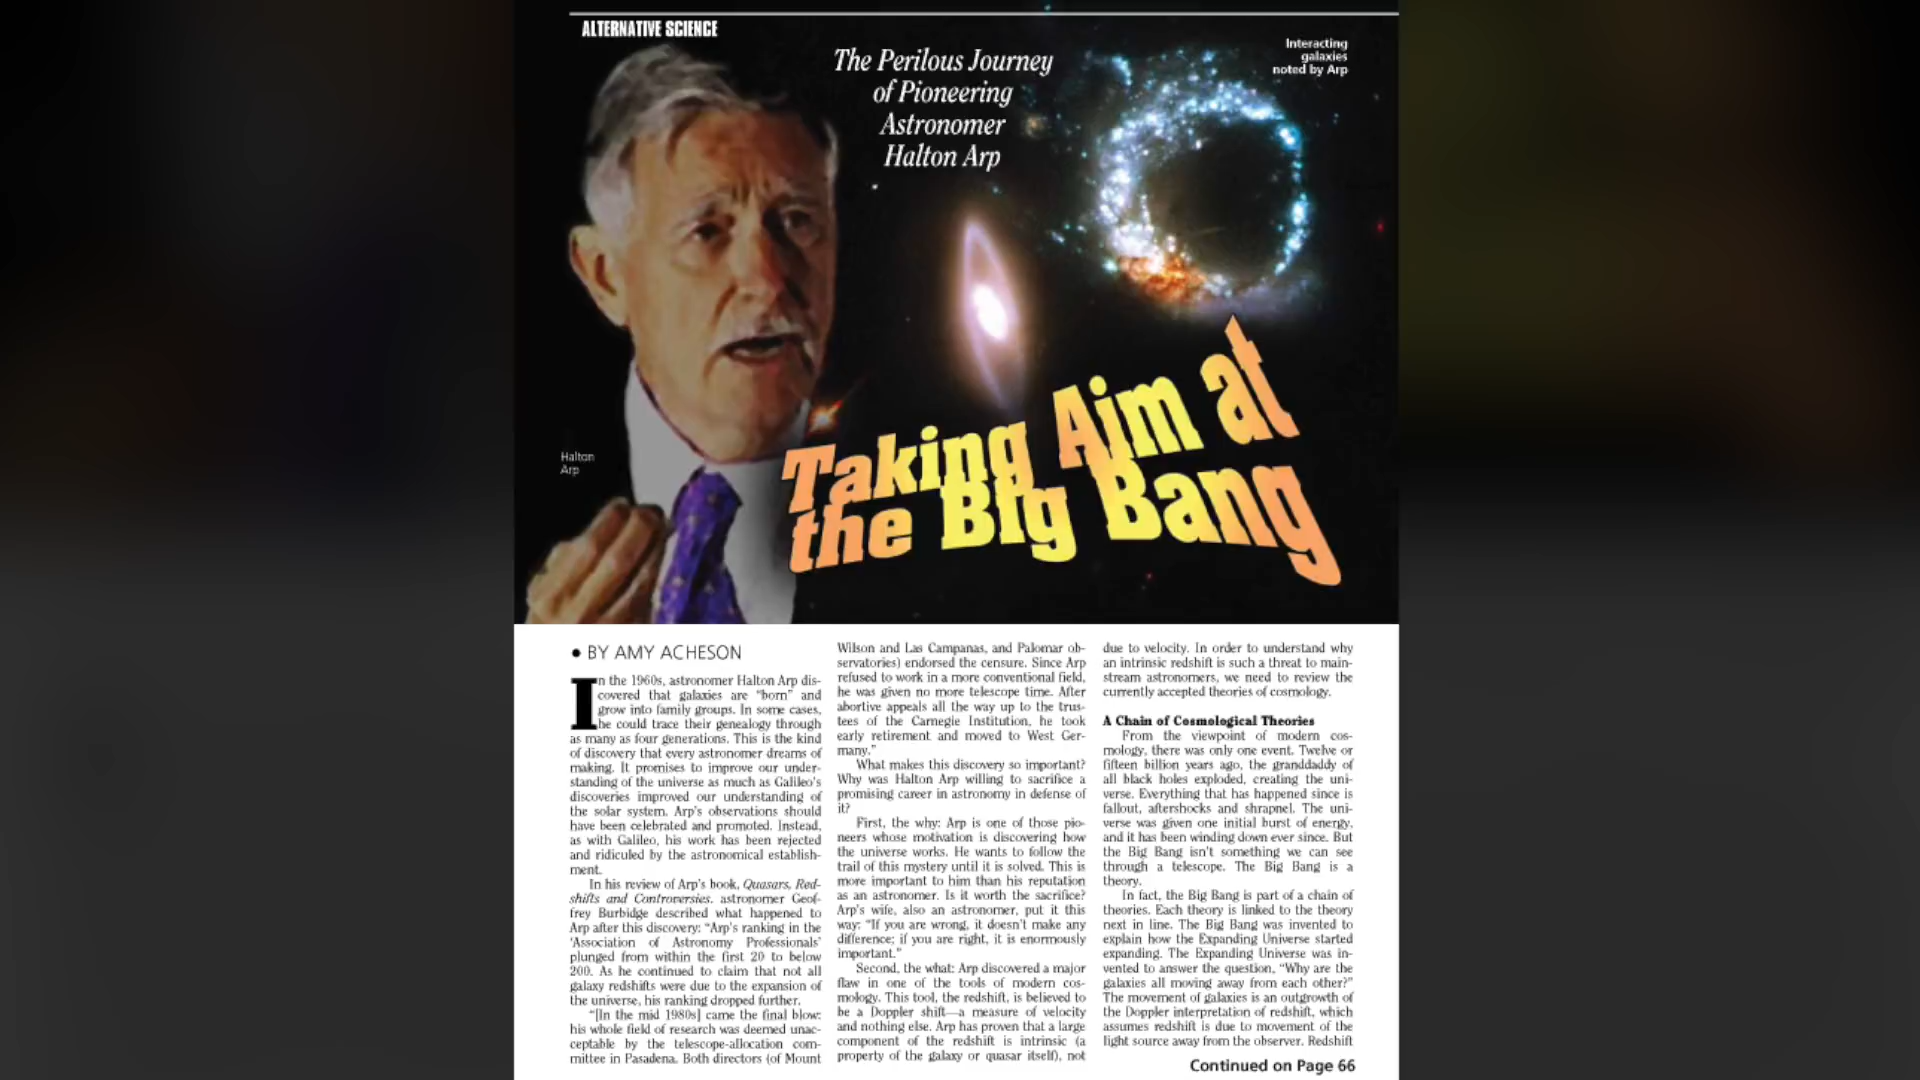 ALTERNATIVE SCIENCE
The Perilous Journey
of Pioneering
Astronomer
Halton Arp
Interacting
galaxies
noted by Arp
Halton
Arp
Taking Aim at
the Big Bang
• BY AMY ACHESON
In the 1960s, astronomer Halton Arp dis-
covered that galaxies are "born" and
grow into family groups. In some cases,
he could trace their genealogy through
as many as four generations. This is the kind
of discovery that every astronomer dreams of
making. It promises to improve our under-
standing of the universe as much as Galileo's
discoveries improved our understanding of
the solar system. Arp's observations should
have been celebrated and promoted. Instead,
as with Galileo, his work has been rejected
and ridiculed by the astronomical establish-
ment.
In his review of Arp's book, Quasars, Red-
shifts and Controversies, astronomer Geof-
frey Burbidge described what happened to
Arp after this discovery: "Arp's ranking in the
'Association of Astronomy Professionals'
plunged from within the first 20 to below
200. As he continued to claim that not all
galaxy redshifts were due to the expansion of
the universe, his ranking dropped further.
"[In the mid 1980s] came the final blow:
his whole field of research was deemed unac-
ceptable by the telescope-allocation com-
mittee in Pasadena. Both directors (of Mount
Wilson and Las Campanas, and Palomar ob-
servatories) endorsed the censure. Since Arp
refused to work in a more conventional field,
he was given no more telescope time. After
abortive appeals all the way up to the trus-
tees of the Carnegie Institution, he took
early retirement and moved to West Ger-
many."
What makes this discovery so important?
Why was Halton Arp willing to sacrifice a
promising career in astronomy in defense of
it?
First, the why: Arp is one of those pio-
neers whose motivation is discovering how
the universe works. He wants to follow the
trail of this mystery until it is solved. This is
more important to him than his reputation
as an astronomer. Is it worth the sacrifice?
Arp's wife, also an astronomer, put it this
way: "If you are wrong, it doesn't make any
difference; if you are right, it is enormously
important."
Second, the what: Arp discovered a major
flaw in one of the tools of modern cos-
mology. This tool, the redshift, is believed to
be a Doppler shift—a measure of velocity
and nothing else. Arp has proven that a large
component of the redshift is intrinsic (a
property of the galaxy or quasar itself), not
due to velocity. In order to understand why
an intrinsic redshift is such a threat to main-
stream astronomers, we need to review the
currently accepted theories of cosmology.
A Chain of Cosmological Theories
From the viewpoint of modern cos-
mology, there was only one event. Twelve or
fifteen billion years ago, the granddaddy of
all black holes exploded, creating the uni-
verse. Everything that has happened since is
fallout, aftershocks and shrapnel. The uni-
verse was given one initial burst of energy,
and it has been winding down ever since. But
the Big Bang isn't something we can see
through a telescope. The Big Bang is a
theory.
In fact, the Big Bang is part of a chain of
theories. Each theory is linked to the theory
next in line. The Big Bang was invented to
explain how the Expanding Universe started
expanding. The Expanding Universe was in-
vented to answer the question, "Why are the
galaxies all moving away from each other?"
The movement of galaxies is an outgrowth of
the Doppler interpretation of redshift, which
assumes redshift is due to movement of the
light source away from the observer. Redshift
Continued on Page 66